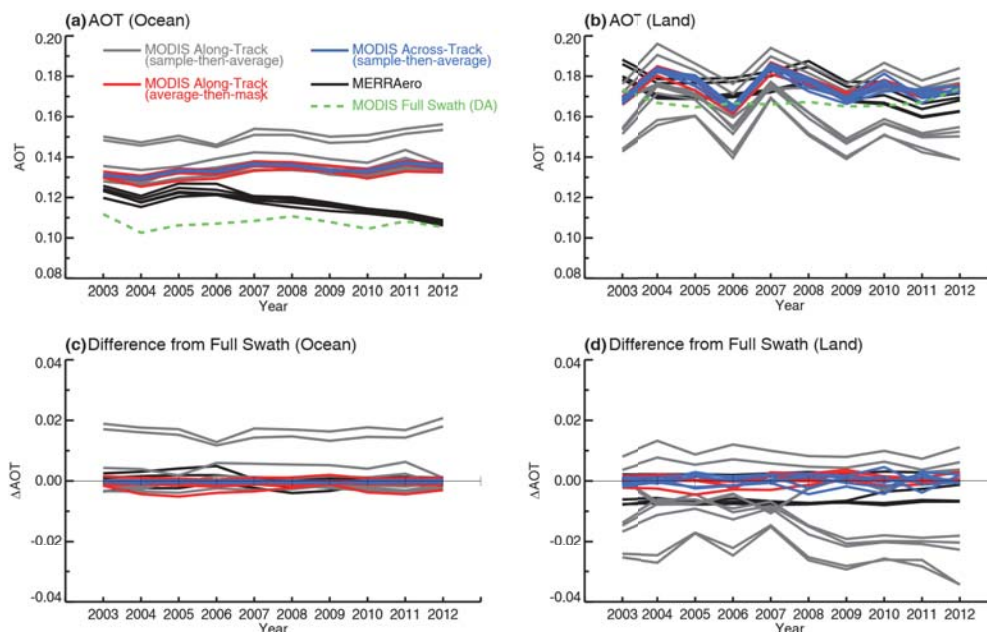 (a) AOT (Ocean)
0.20
0.18
0.16
0.14
0.12
0.10
0.08
AOT
MODIS Along-Track
(sample-then-average)
MODIS Along-Track
(average-then-mask
MODIS Across-Track
(sample-then-average)
MERRAero
MODIS Full Swath (DA)
2003 2004 2005 2006 2007 2008 2009 2010 2011 2012
Year
(b) AOT (Land)
0.20
0.18
0.16
0.14
0.12
0.10
0.08
AOT
2003 2004 2005 2006 2007 2008 2009 2010 2011 2012
Year
(c) Difference from Full Swath (Ocean)
0.04
0.02
0.00
-0.02
-0.04
ΔAOT
2003 2004 2005 2006 2007 2008 2009 2010 2011 2012
Year
(d) Difference from Full Swath (Land)
0.04
0.02
0.00
-0.02
-0.04
ΔAOT
2003 2004 2005 2006 2007 2008 2009 2010 2011 2012
Year